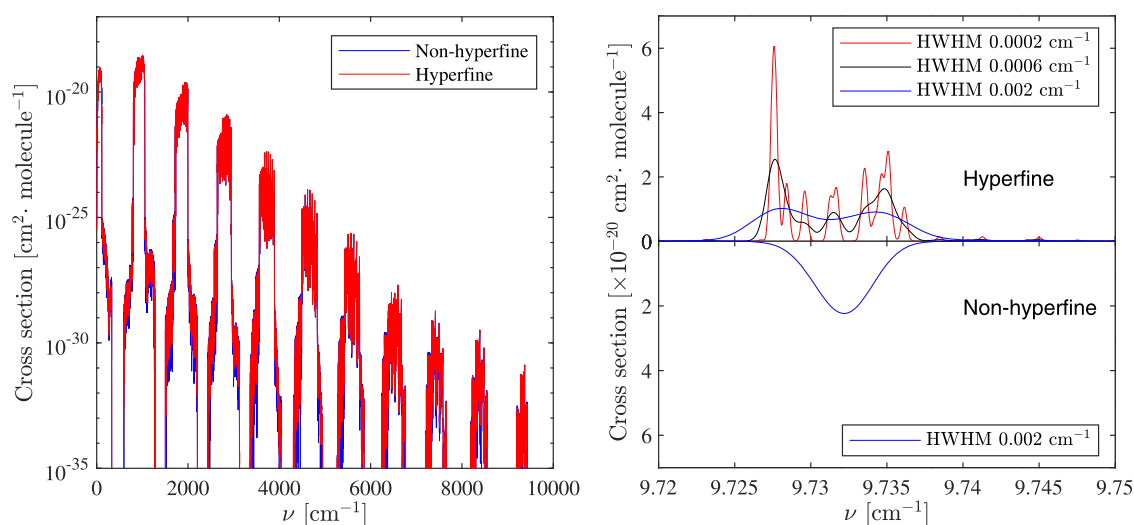 Non-hyperfine
Hyperfine
10⁻²⁰
10⁻²⁵
10⁻³⁰
10⁻³⁵
Cross section [cm²· molecule⁻¹]
0 2000 4000 6000 8000 10000
ν [cm⁻¹]
HWHM 0.0002 cm⁻¹
HWHM 0.0006 cm⁻¹
HWHM 0.002 cm⁻¹
Hyperfine
Non-hyperfine
HWHM 0.002 cm⁻¹
6
4
2
0
0
2
4
6
Cross section [×10⁻²⁰ cm²· molecule⁻¹]
9.72 9.725 9.73 9.735 9.74 9.745 9.75
ν [cm⁻¹]